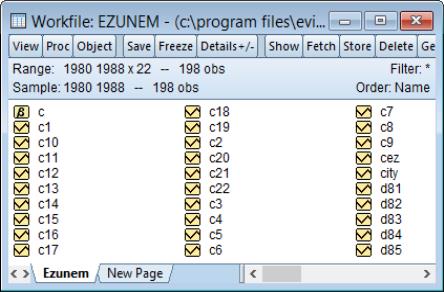 Workfile: EZUNEM - (c:\program files\evi
View Proc Object Save Freeze Details+/- Show Fetch Store Delete Ge
Range: 1980 1988 x 22 -- 198 obs Filter: *
Sample: 1980 1988 -- 198 obs Order: Name
β c
c1
c10
c11
c12
c13
c14
c15
c16
c17
c18
c19
c2
c20
c21
c22
c3
c4
c5
c6
c7
c8
c9
cez
city
d81
d82
d83
d84
d85
< > Ezunem New Page < >